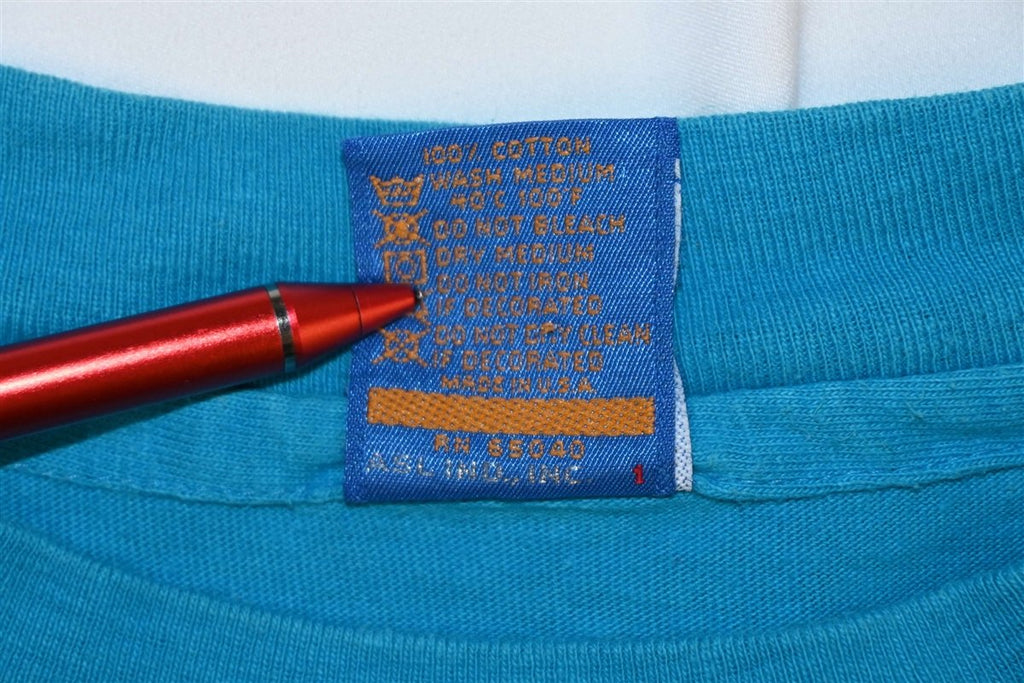 100% COTTON
WASH MEDIUM
40°C 100°F
DO NOT BLEACH
DRY MEDIUM
DO NOT IRON
IF DECORATED
DO NOT DRY CLEAN
IF DECORATED
MADE IN U.S.A
RN 65040
ASL IND., INC 1